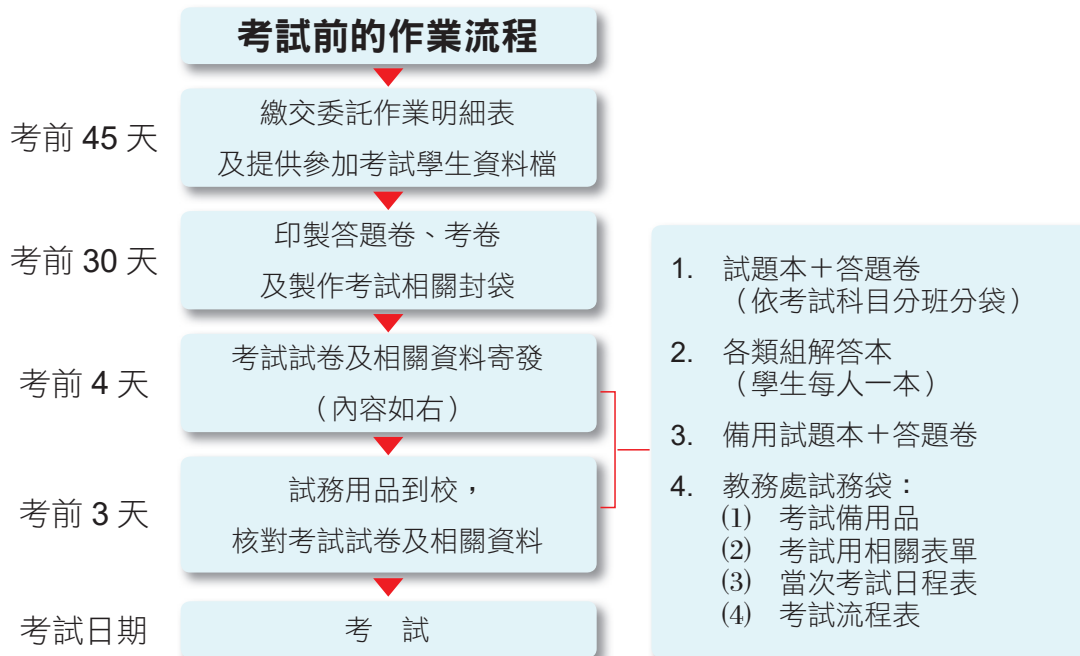 考試前的作業流程
考前 45 天
繳交委託作業明細表
及提供參加考試學生資料檔
考前 30 天
印製答題卷、考卷
及製作考試相關封袋
考前 4 天
考試試卷及相關資料寄發
（內容如右）
考前 3 天
試務用品到校，
核對考試試卷及相關資料
考試日期
考 試
1. 試題本＋答題卷
（依考試科目分班分袋）
2. 各類組解答本
（學生每人一本）
3. 備用試題本＋答題卷
4. 教務處試務袋：
⑴ 考試備用品
⑵ 考試用相關表單
⑶ 當次考試日程表
⑷ 考試流程表